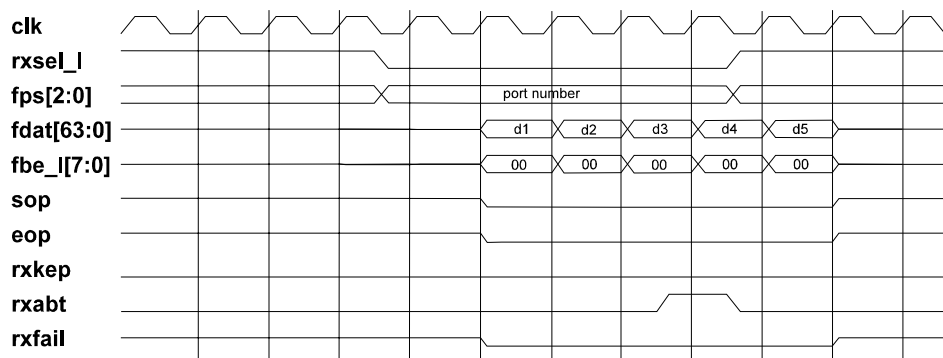 clk
rxsel_l
fps[2:0] port number
fdat[63:0] d1 d2 d3 d4 d5
fbe_l[7:0] 00 00 00 00 00
sop
eop
rxkep
rxabt
rxfail